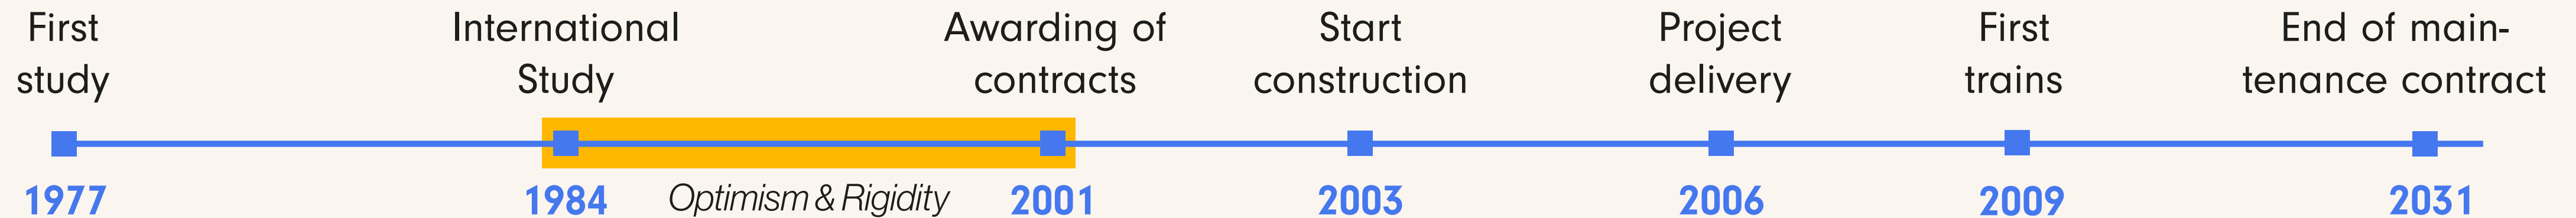 First
study
International
Study
Awarding of
contracts
Start
construction
Project
delivery
First
trains
End of main-
tenance contract
1977
1984
Optimism & Rigidity
2001
2003
2006
2009
2031